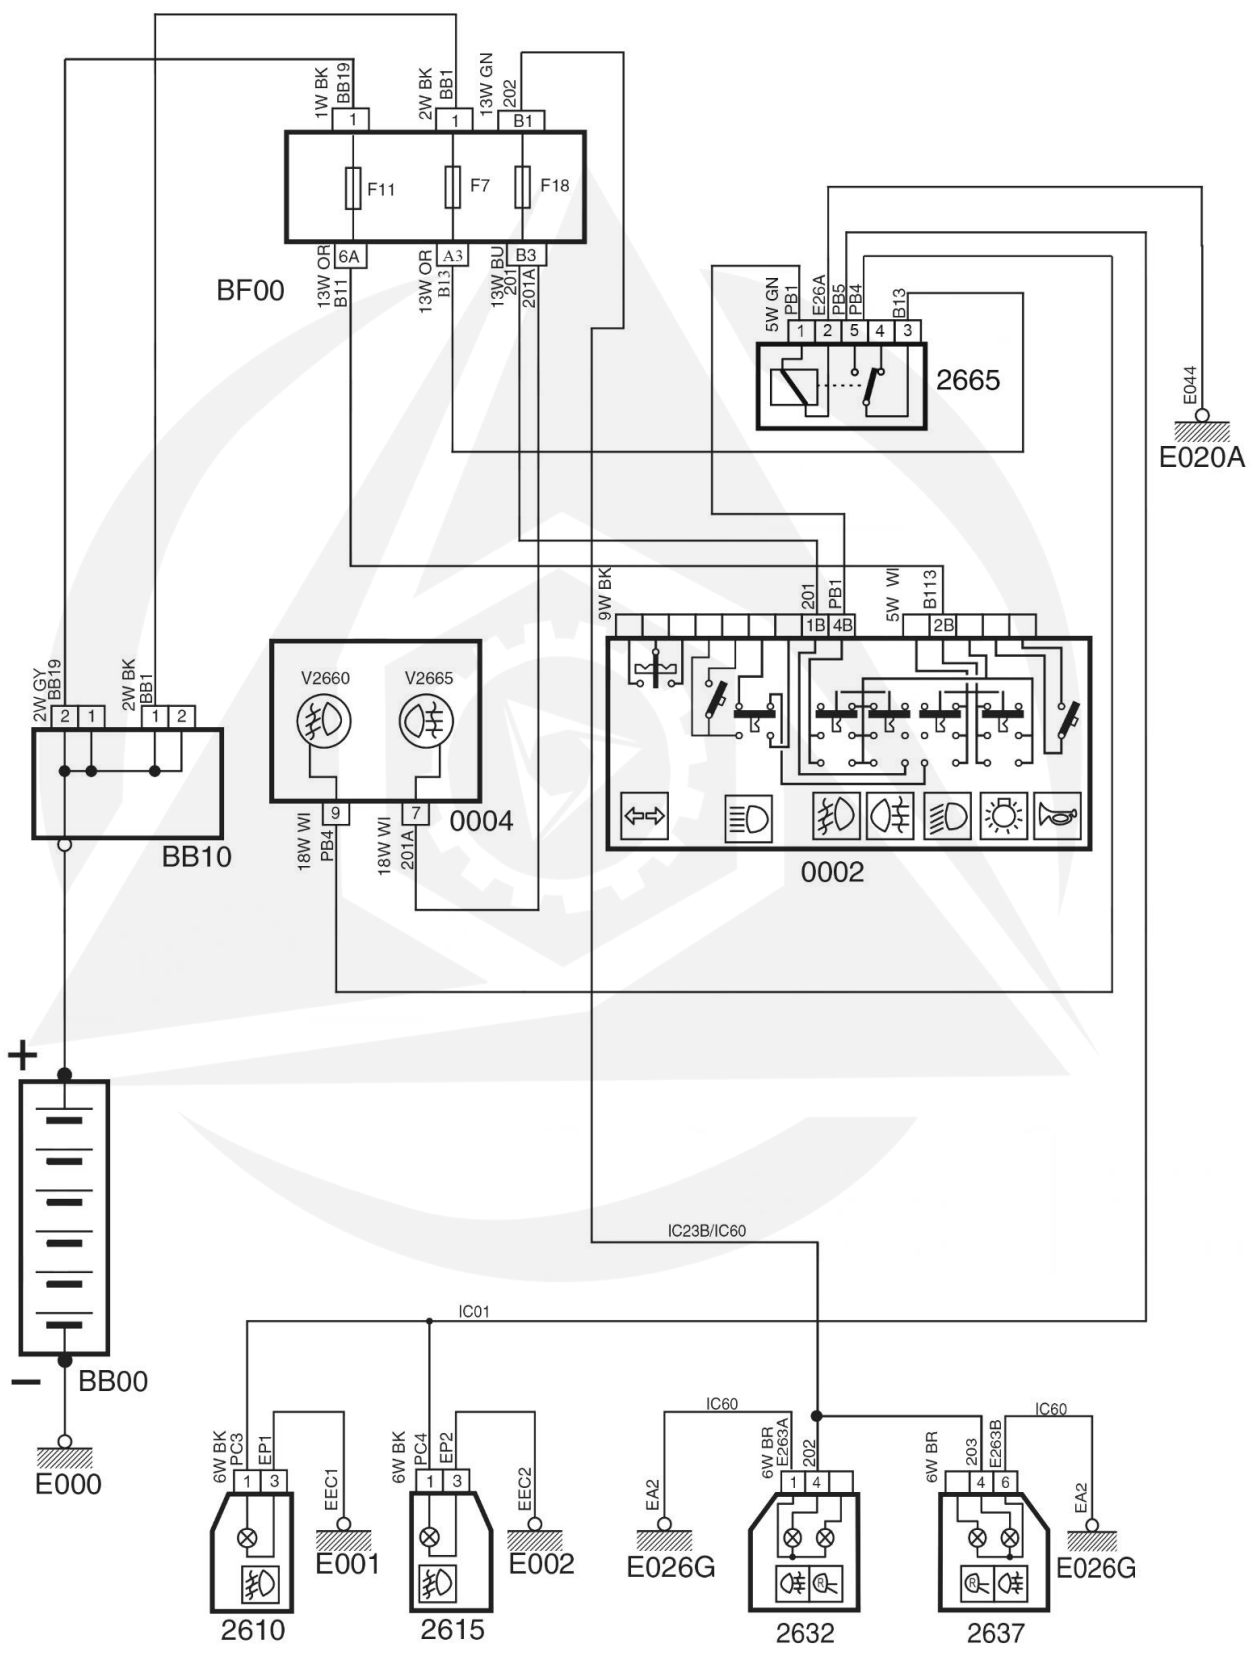 1W BK
BB19
2W BK
BB1
13W GN
202
1
1
B1
F11
F7
F18
6A
A3
B3
13W OR
B11
13W OR
B13
13W BU
201
201A
BF00
5W GN
PB1
E26A
PB5
PB4
B13
1
2
5
4
3
2665
E044
E020A
9W BK
201
PB1
5W WI
B113
1B
4B
2B
0002
2W GY
BB19
2W BK
BB1
2
1
1
2
BB10
V2660
V2665
9
7
0004
18W WI
PB4
18W WI
201A
+
−
BB00
E000
IC23B/IC60
IC01
6W BK
PC3
EP1
1
3
EEC1
E001
2610
6W BK
PC4
EP2
1
3
EEC2
E002
2615
IC60
EA2
E026G
6W BR
E263A
202
1
4
R
2632
6W BR
203
E263B
4
6
IC60
EA2
E026G
R
2637